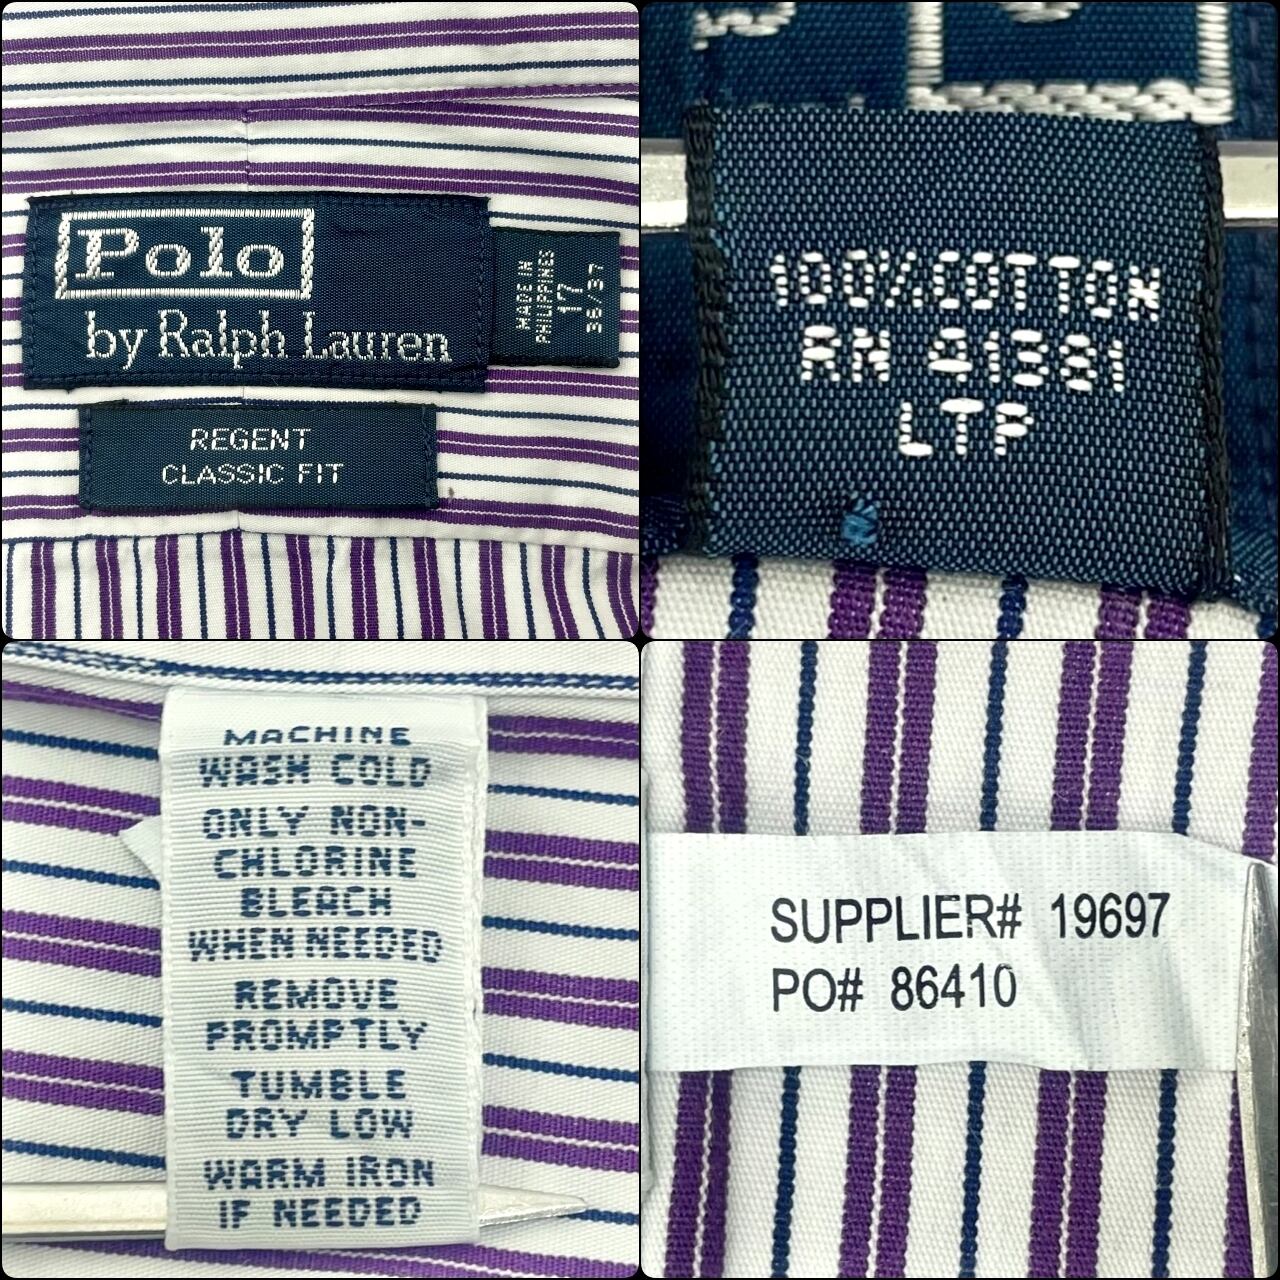 Polo
by Ralph Lauren
MADE IN
PHILIPPINES
17
36/37
REGENT
CLASSIC FIT
100% COTTON
RN 41381
LTP
MACHINE
WASH COLD
ONLY NON-
CHLORINE
BLEACH
WHEN NEEDED
REMOVE
PROMPTLY
TUMBLE
DRY LOW
WARM IRON
IF NEEDED
SUPPLIER# 19697
PO# 86410